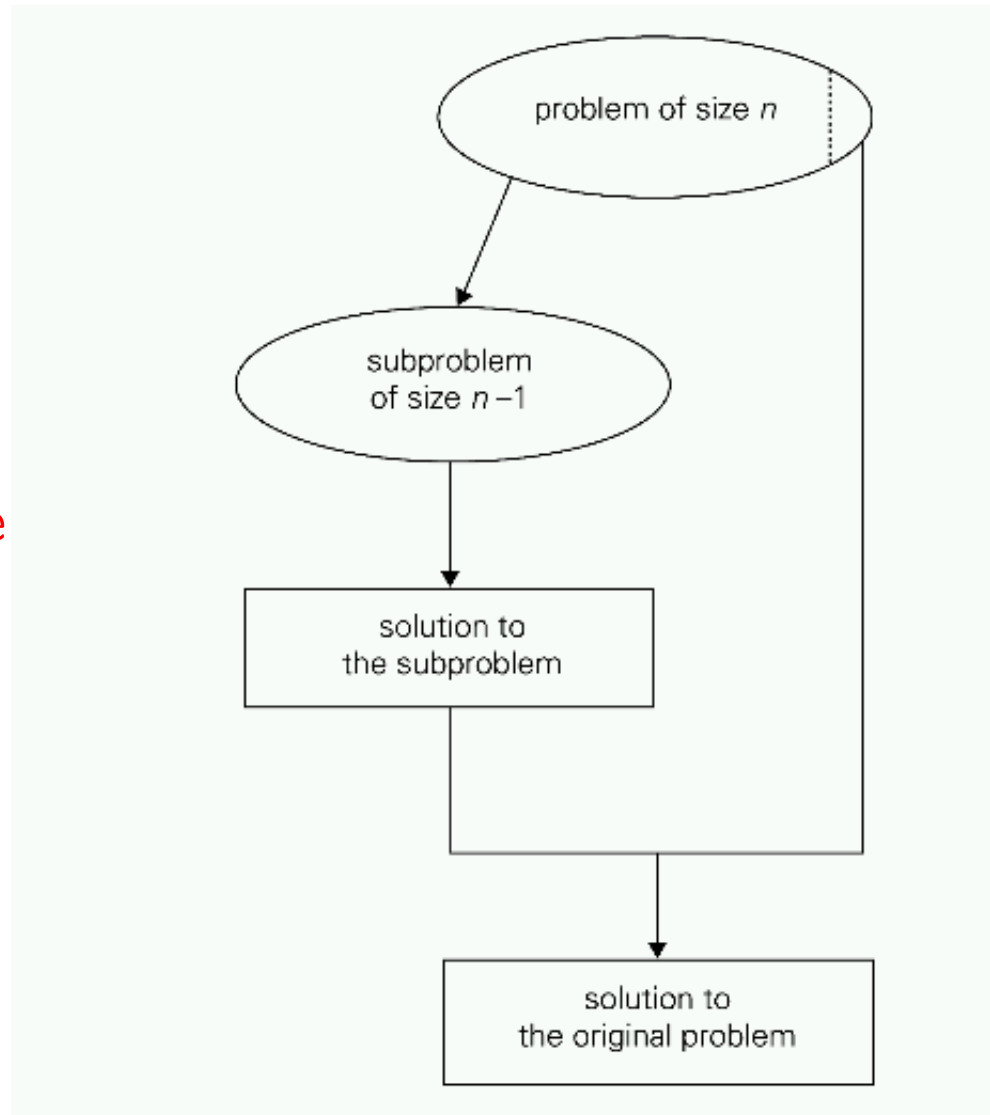 problem of size n
subproblem
of size n–1
e
solution to
the subproblem
solution to
the original problem